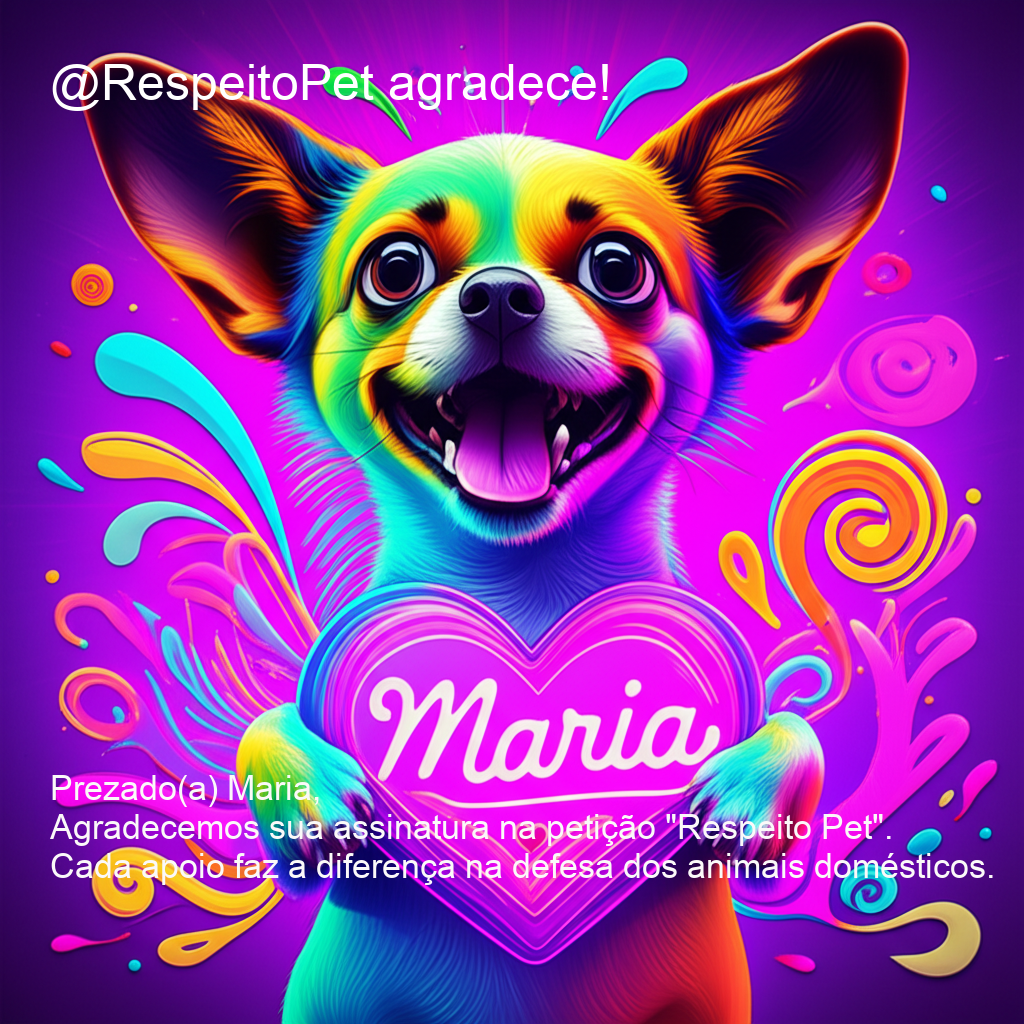 @RespeitoPet agradece!
Maria
Prezado(a) Maria,
Agradecemos sua assinatura na petição "Respeito Pet".
Cada apoio faz a diferença na defesa dos animais domésticos.